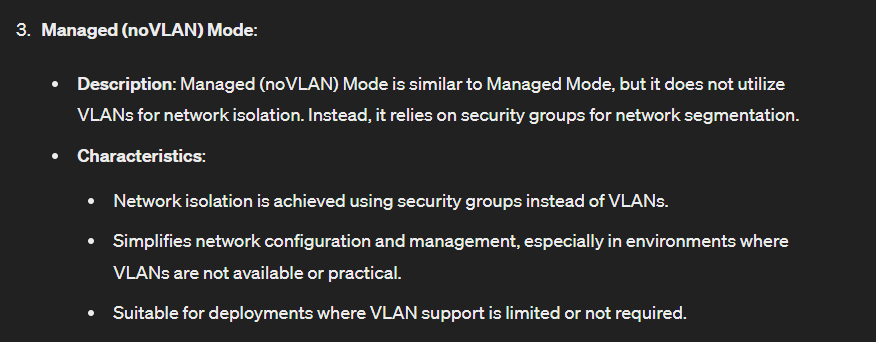 3. Managed (noVLAN) Mode:
• Description: Managed (noVLAN) Mode is similar to Managed Mode, but it does not utilize
VLANs for network isolation. Instead, it relies on security groups for network segmentation.
• Characteristics:
• Network isolation is achieved using security groups instead of VLANs.
• Simplifies network configuration and management, especially in environments where
VLANs are not available or practical.
• Suitable for deployments where VLAN support is limited or not required.